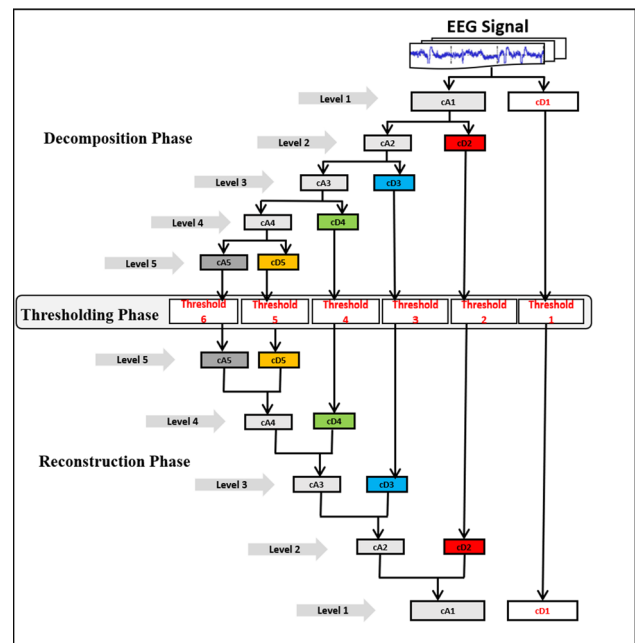 EEG Signal
Level 1
cA1
cD1
Decomposition Phase
Level 2
cA2
cD2
Level 3
cA3
cD3
Level 4
cA4
cD4
Level 5
cA5
cD5
Thresholding Phase
Threshold 6
Threshold 5
Threshold 4
Threshold 3
Threshold 2
Threshold 1
Level 5
cA5
cD5
Level 4
cA4
cD4
Reconstruction Phase
Level 3
cA3
cD3
Level 2
cA2
cD2
Level 1
cA1
cD1